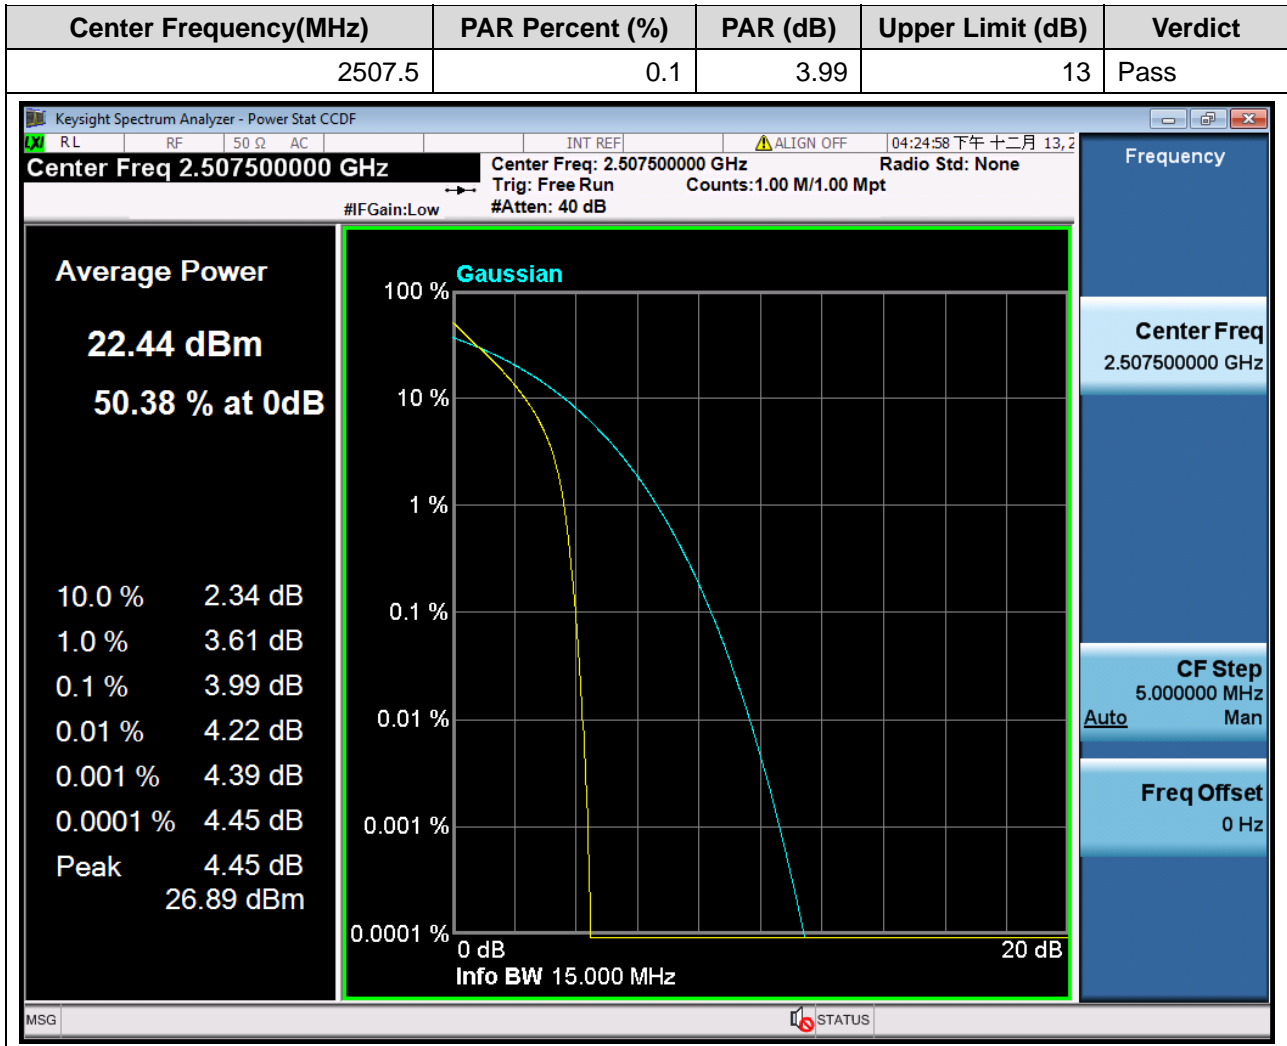 Center Frequency(MHz) PAR Percent (%) PAR (dB) Upper Limit (dB) Verdict
2507.5 0.1 3.99 13 Pass
Keysight Spectrum Analyzer - Power Stat CCDF
LXI RL RF 50 Ω AC INT REF ALIGN OFF 04:24:58 下午 十二月 13, 2
Center Freq 2.507500000 GHz
Center Freq: 2.507500000 GHz Radio Std: None
Trig: Free Run Counts:1.00 M/1.00 Mpt
#IFGain:Low #Atten: 40 dB
Frequency
Average Power
22.44 dBm
50.38 % at 0dB
10.0 % 2.34 dB
1.0 % 3.61 dB
0.1 % 3.99 dB
0.01 % 4.22 dB
0.001 % 4.39 dB
0.0001 % 4.45 dB
Peak 4.45 dB
26.89 dBm
Gaussian
100 %
10 %
1 %
0.1 %
0.01 %
0.001 %
0.0001 %
0 dB 20 dB
Info BW 15.000 MHz
Center Freq
2.507500000 GHz
CF Step
5.000000 MHz
Auto Man
Freq Offset
0 Hz
MSG STATUS